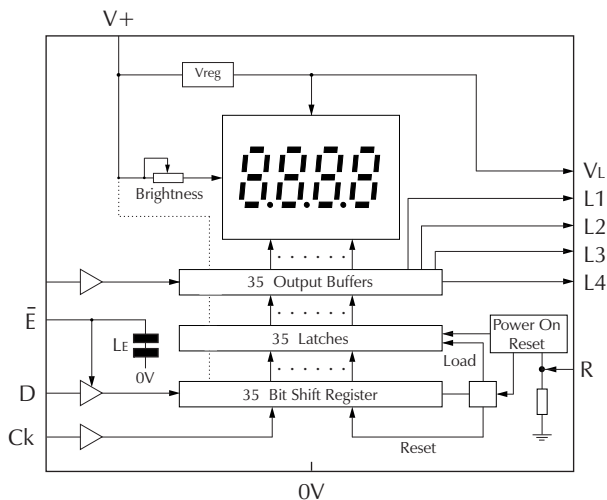 V+
Vreg
8.8.8.8
Brightness
VL
L1
L2
L3
L4
35 Output Buffers
Ē
LE
0V
35 Latches
Power On
Reset
Load
D
35 Bit Shift Register
R
Ck
Reset
0V